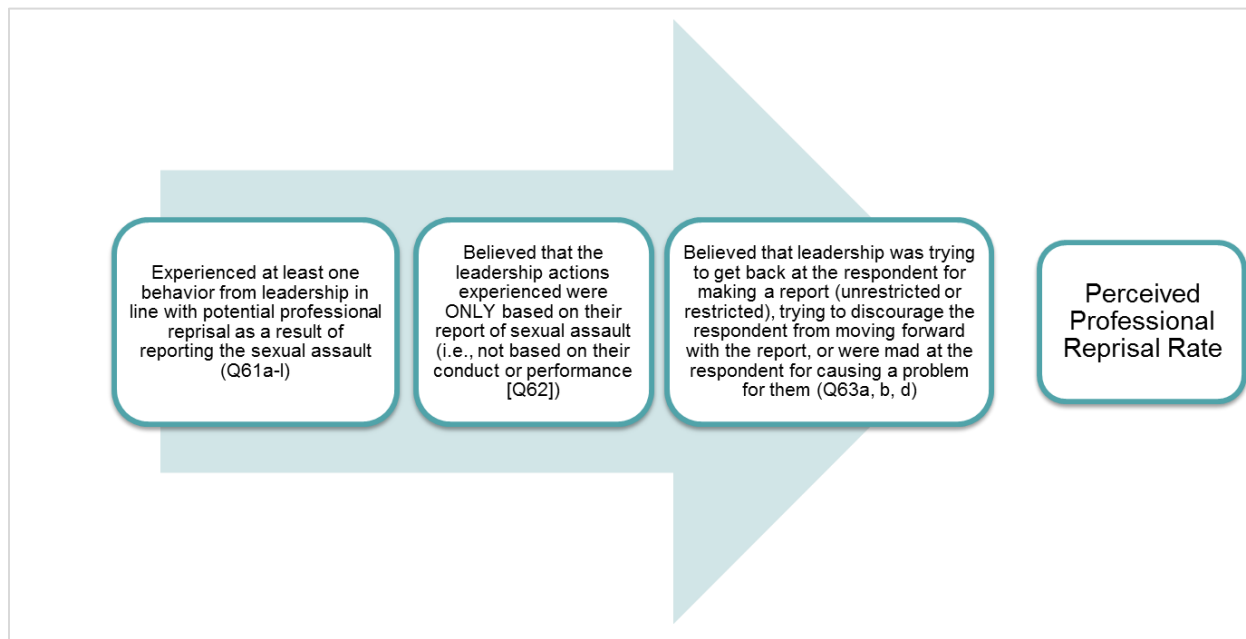 Experienced at least one
behavior from leadership in
line with potential professional
reprisal as a result of
reporting the sexual assault
(Q61a-l)
Believed that the
leadership actions
experienced were
ONLY based on their
report of sexual assault
(i.e., not based on their
conduct or performance
[Q62])
Believed that leadership was trying
to get back at the respondent for
making a report (unrestricted or
restricted), trying to discourage the
respondent from moving forward
with the report, or were mad at the
respondent for causing a problem
for them (Q63a, b, d)
Perceived
Professional
Reprisal Rate